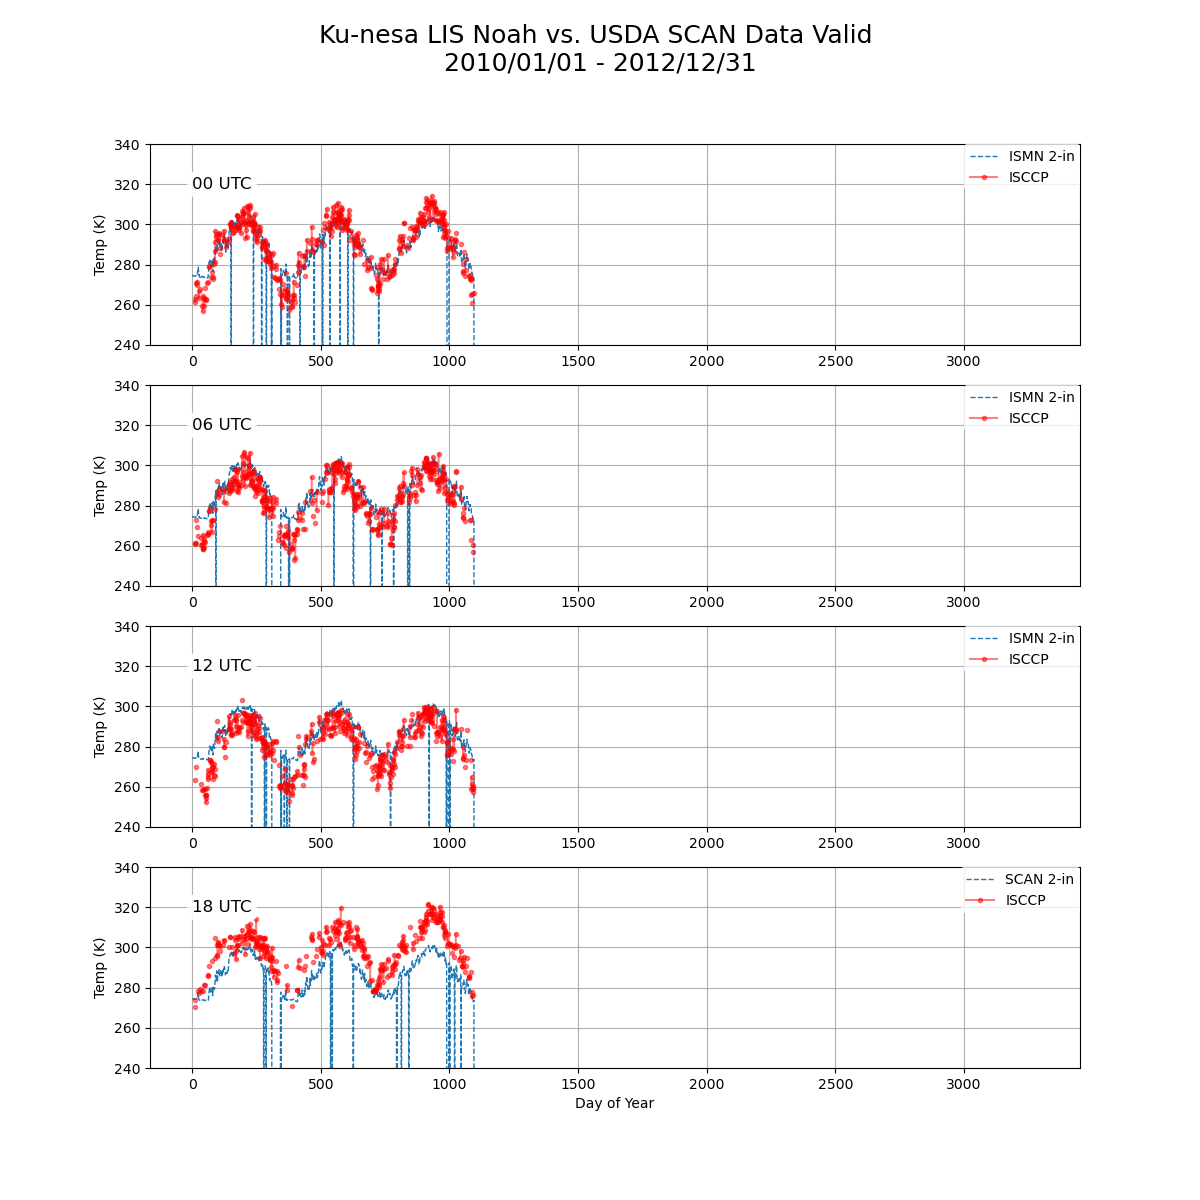 Ku-nesa LIS Noah vs. USDA SCAN Data Valid
2010/01/01 - 2012/12/31
340
320
300
280
260
240
Temp (K)
00 UTC
ISMN 2-in
ISCCP
0 500 1000 1500 2000 2500 3000
340
320
300
280
260
240
Temp (K)
06 UTC
ISMN 2-in
ISCCP
0 500 1000 1500 2000 2500 3000
340
320
300
280
260
240
Temp (K)
12 UTC
ISMN 2-in
ISCCP
0 500 1000 1500 2000 2500 3000
340
320
300
280
260
240
Temp (K)
18 UTC
SCAN 2-in
ISCCP
0 500 1000 1500 2000 2500 3000
Day of Year